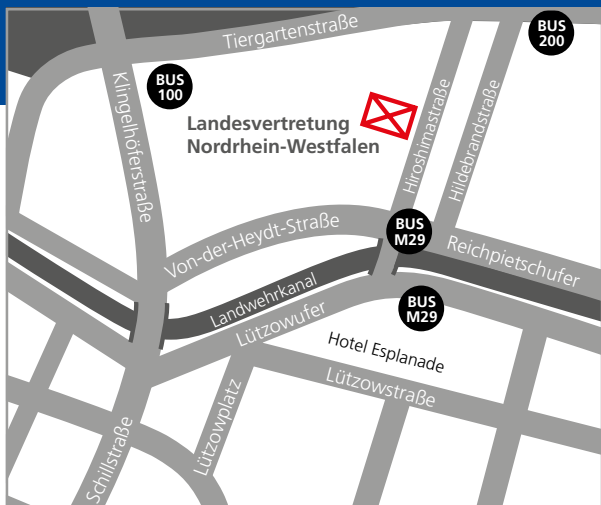 Tiergartenstraße
BUS
200
BUS
100
Klingelhöferstraße
Landesvertretung
Nordrhein-Westfalen
Hiroshimastraße
Hildebrandstraße
Von-der-Heydt-Straße
BUS
M29
Reichpietschufer
Landwehrkanal
Lützowufer
BUS
M29
Hotel Esplanade
Lützowstraße
Lützowplatz
Schillstraße